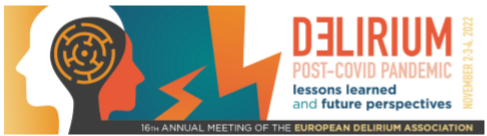 DELIRIUM
POST-COVID PANDEMIC
lessons learned
and future perspectives
NOVEMBER 2-3-4, 2022
16TH ANNUAL MEETING OF THE EUROPEAN DELIRIUM ASSOCIATION